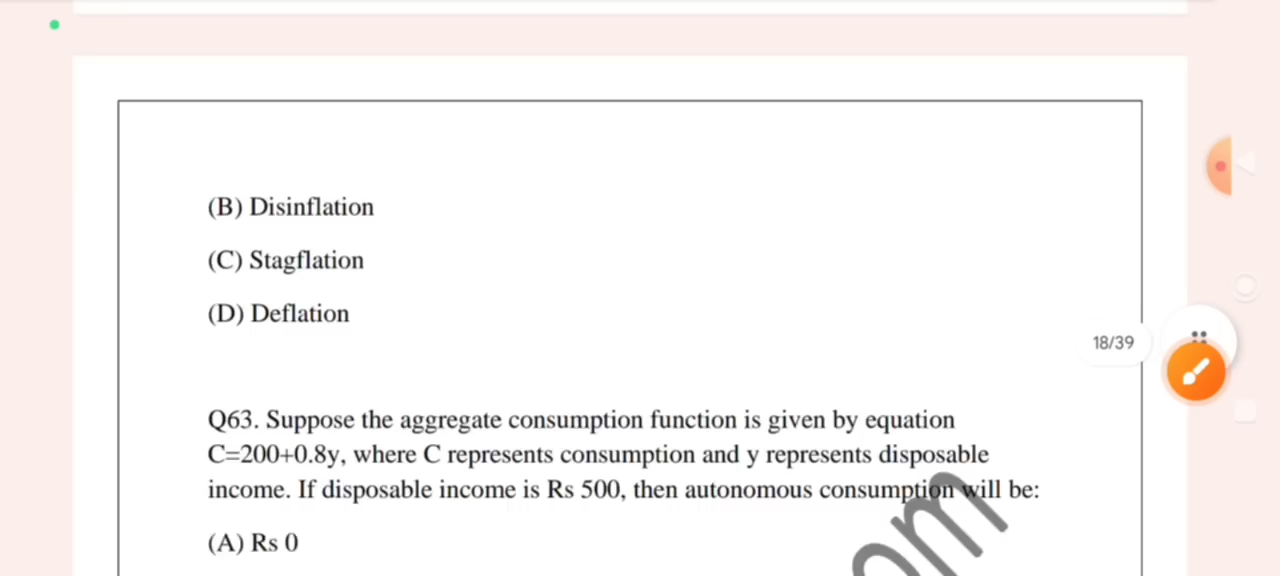 (B) Disinflation
(C) Stagflation
(D) Deflation
18/39
Q63. Suppose the aggregate consumption function is given by equation
C=200+0.8y, where C represents consumption and y represents disposable
income. If disposable income is Rs 500, then autonomous consumption will be:
(A) Rs 0
om